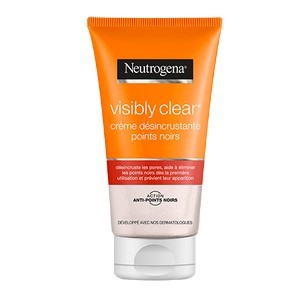 Neutrogena®
visibly clear®
crème désincrustante
points noirs
désincruste les pores, aide à éliminer
les points noirs dès la première
utilisation et prévient leur apparition
ACTION
ANTI-POINTS NOIRS
DÉVELOPPÉ AVEC NOS DERMATOLOGUES